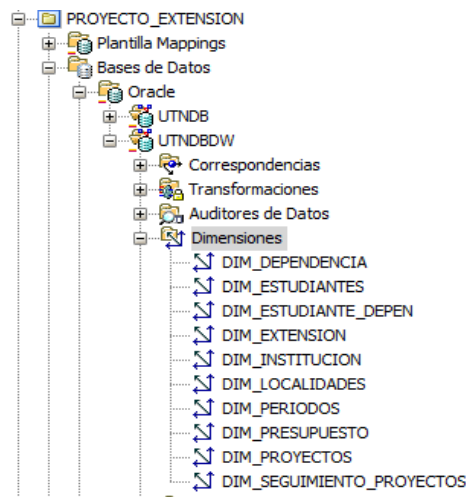 PROYECTO_EXTENSION
Plantilla Mappings
Bases de Datos
Oracle
UTNDB
UTNDBDW
Correspondencias
Transformaciones
Auditores de Datos
Dimensiones
DIM_DEPENDENCIA
DIM_ESTUDIANTES
DIM_ESTUDIANTE_DEPEN
DIM_EXTENSION
DIM_INSTITUCION
DIM_LOCALIDADES
DIM_PERIODOS
DIM_PRESUPUESTO
DIM_PROYECTOS
DIM_SEGUIMIENTO_PROYECTOS